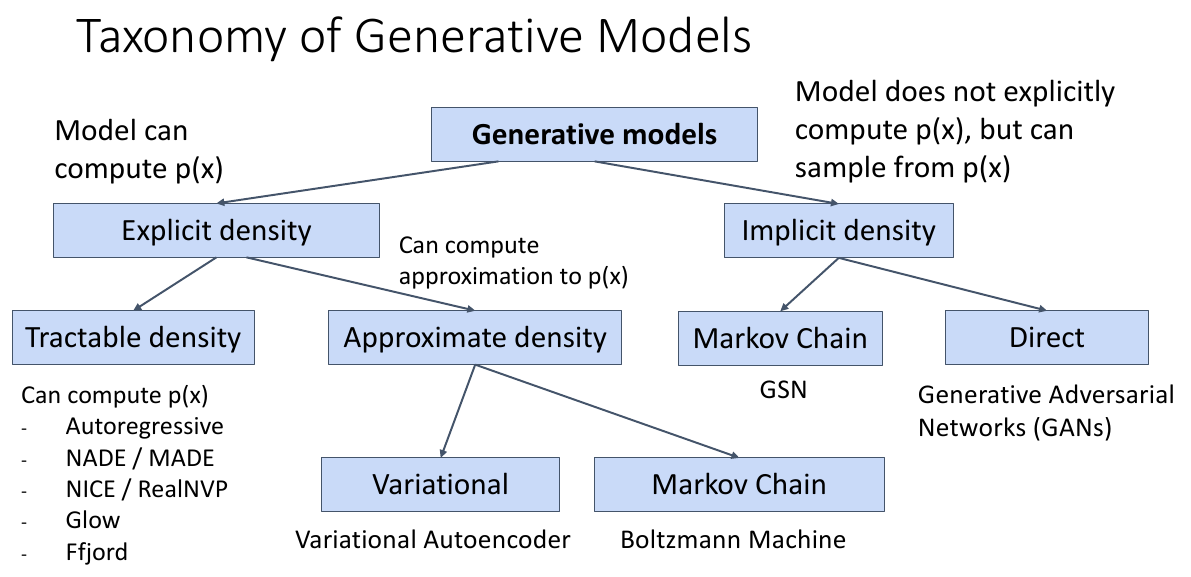 Taxonomy of Generative Models
Model can
compute p(x)
Generative models
Model does not explicitly
compute p(x), but can
sample from p(x)
Explicit density
Implicit density
Can compute
approximation to p(x)
Tractable density
Approximate density
Markov Chain
Direct
Can compute p(x)
- Autoregressive
- NADE / MADE
- NICE / RealNVP
- Glow
- Ffjord
GSN
Generative Adversarial
Networks (GANs)
Variational
Markov Chain
Variational Autoencoder
Boltzmann Machine